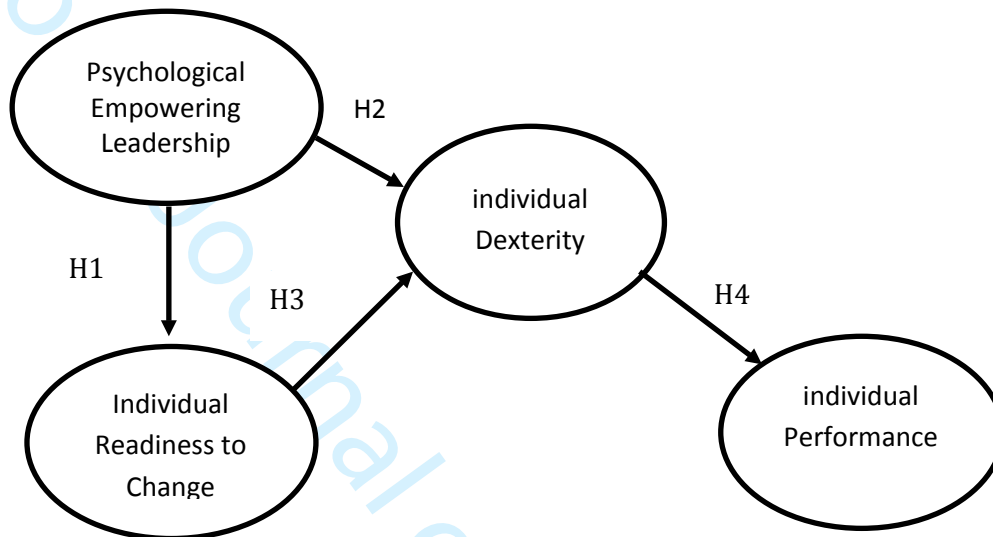 Psychological
Empowering
Leadership
H2
individual
Dexterity
H1
H3
H4
Individual
Readiness to
Change
individual
Performance